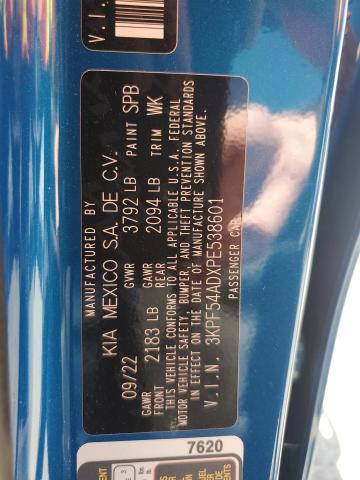 V.I.N.
MANUFACTURED BY
KIA MEXICO S.A. DE C.V.
09/22 GVWR 3792 LB PAINT SPB
GAWR FRONT 2183 LB GAWR REAR 2094 LB TRIM WK
THIS VEHICLE CONFORMS TO ALL APPLICABLE U.S.A. FEDERAL
MOTOR VEHICLE SAFETY, BUMPER, AND THEFT PREVENTION STANDARDS
IN EFFECT ON THE DATE OF MANUFACTURE SHOWN ABOVE.
V.I.N. 3KPF54ADXPE538601
PASSENGER CAR
7620